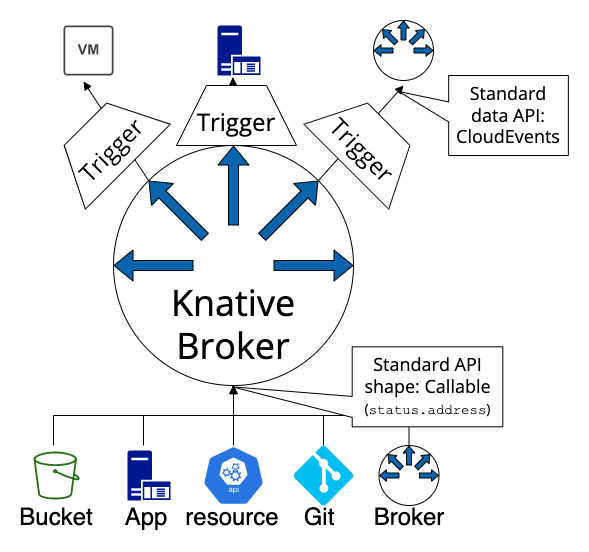 VM
Trigger
Trigger
Trigger
Standard
data API:
CloudEvents
Knative
Broker
Standard API
shape: Callable
(status.address)
api
Bucket
App
resource
Git
Broker